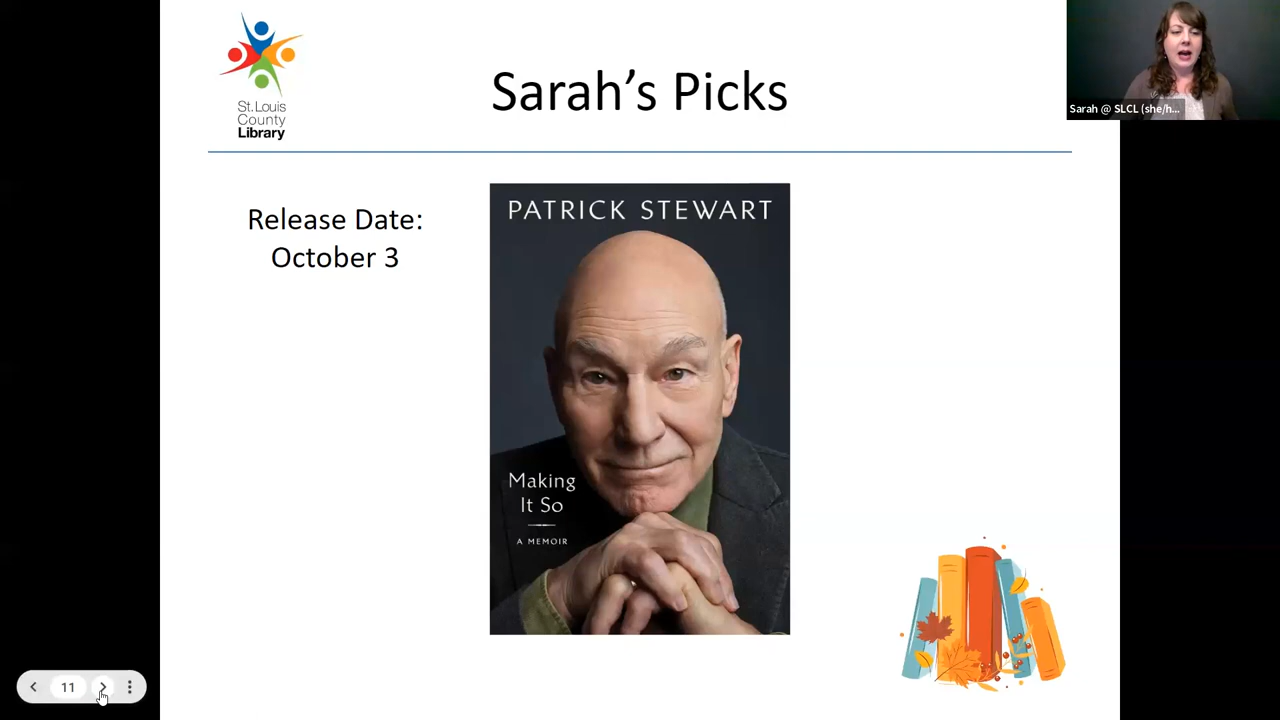 St.Louis
County
Library
Sarah's Picks
Sarah @ SLCL (she/h...
Release Date:
October 3
PATRICK STEWART
Making
It So
A MEMOIR
11